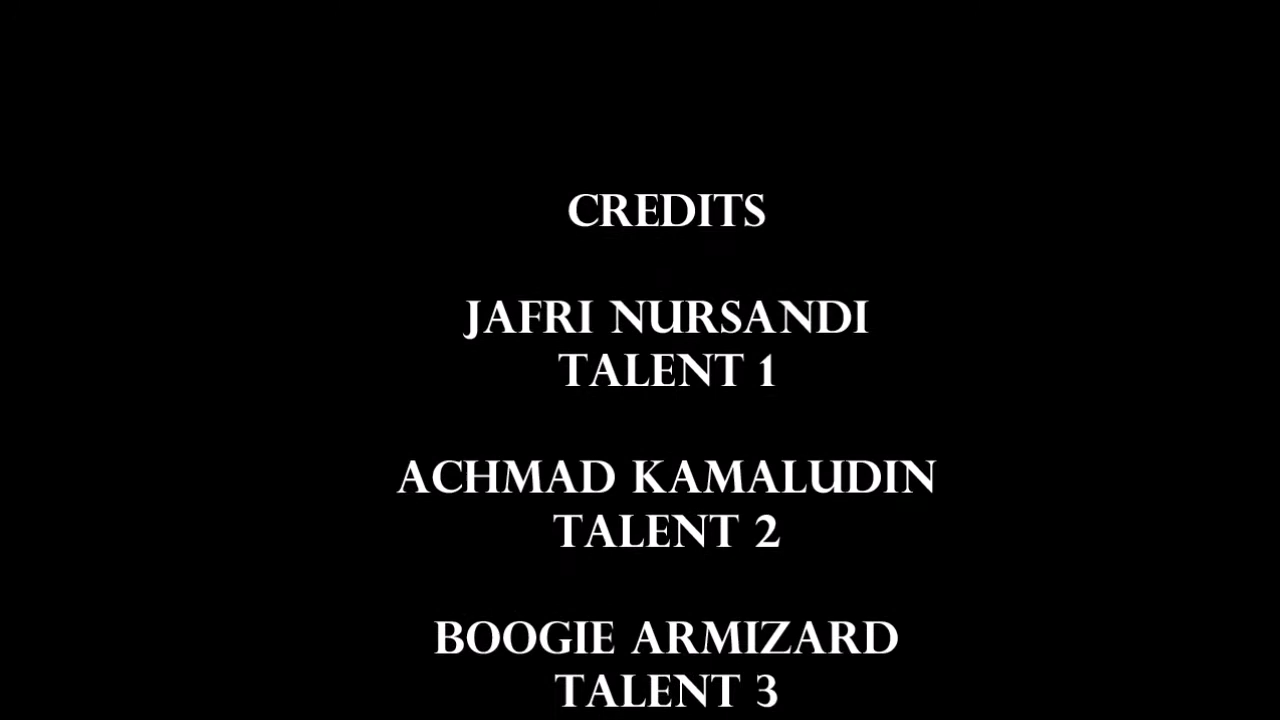 CREDITS
JAFRI NURSANDI
TALENT 1
ACHMAD KAMALUDIN
TALENT 2
BOOGIE ARMIZARD
TALENT 3